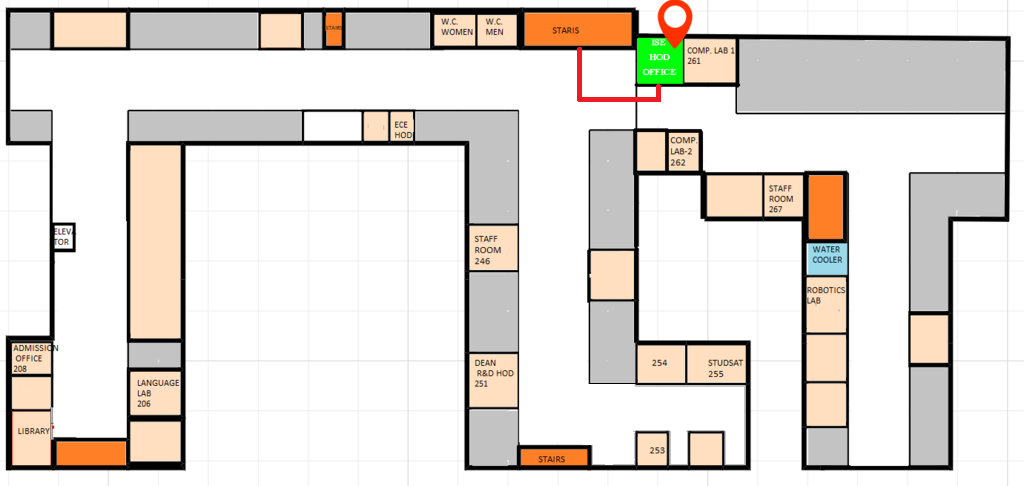 STAIRS
W.C.
WOMEN
W.C.
MEN
STARIS
ISE
HOD
OFFICE
COMP. LAB 1
261
ECE
HOD
COMP.
LAB-2
262
STAFF
ROOM
267
ELEVA
TOR
STAFF
ROOM
246
WATER
COOLER
ROBOTICS
LAB
ADMISSION
OFFICE
208
LANGUAGE
LAB
206
DEAN
R&D HOD
251
254
STUDSAT
255
LIBRARY
253
STAIRS